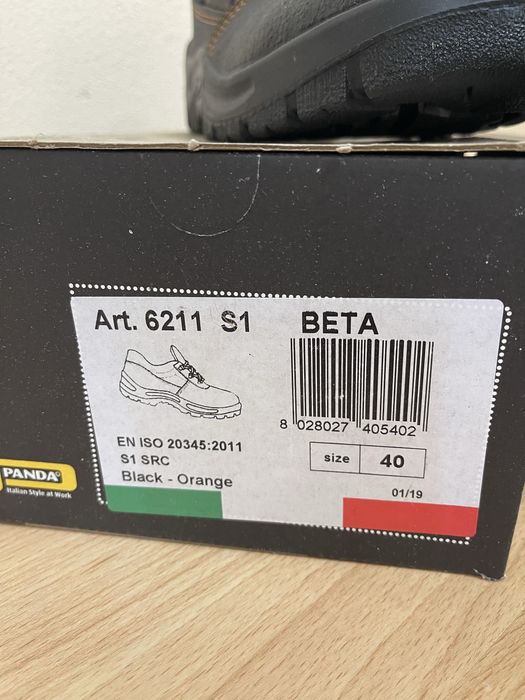 Art. 6211 S1 BETA
8 028027 405402
EN ISO 20345:2011
S1 SRC
Black - Orange
size 40
01/19
PANDA®
Italian Style at Work